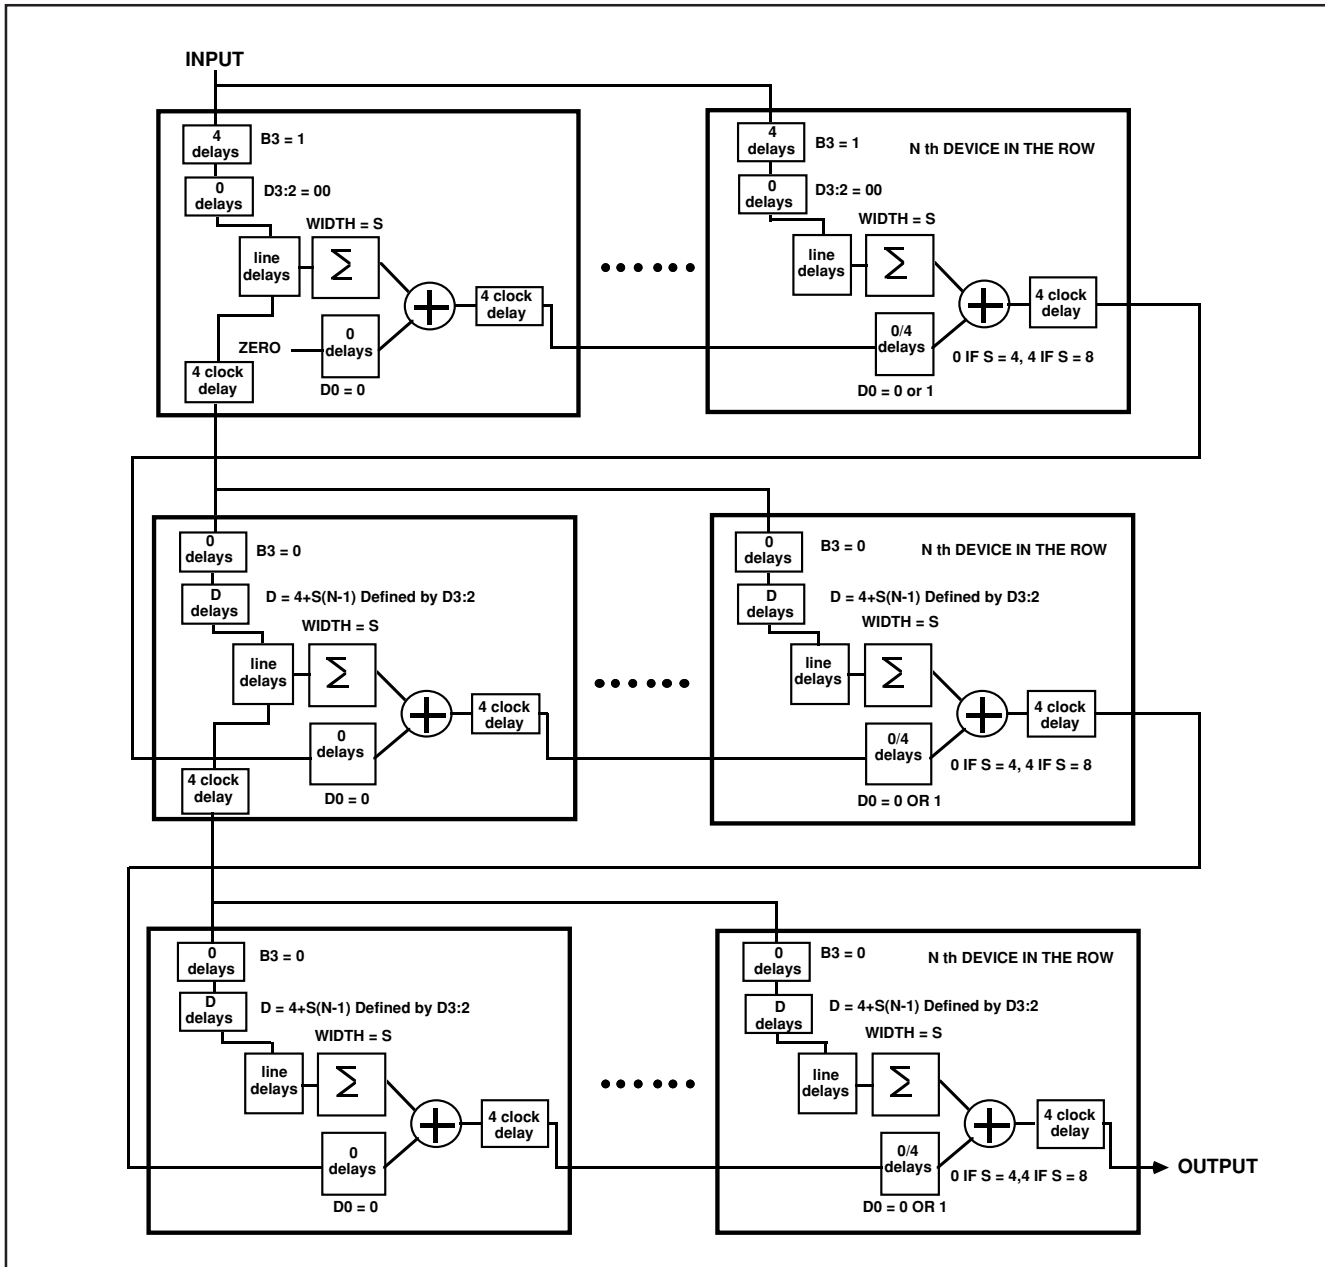 INPUT
4
delays
B3 = 1
0
delays
D3:2 = 00
WIDTH = S
line
delays
Σ
ZERO
0
delays
D0 = 0
4 clock
delay
4 clock
delay
4
delays
B3 = 1
N th DEVICE IN THE ROW
0
delays
D3:2 = 00
WIDTH = S
line
delays
Σ
4 clock
delay
0/4
delays
0 IF S = 4, 4 IF S = 8
D0 = 0 or 1
0
delays
B3 = 0
D
delays
D = 4+S(N-1) Defined by D3:2
WIDTH = S
line
delays
Σ
4 clock
delay
0
delays
D0 = 0
4 clock
delay
0
delays
B3 = 0
N th DEVICE IN THE ROW
D
delays
D = 4+S(N-1) Defined by D3:2
WIDTH = S
line
delays
Σ
4 clock
delay
0/4
delays
0 IF S = 4, 4 IF S = 8
D0 = 0 OR 1
0
delays
B3 = 0
D
delays
D = 4+S(N-1) Defined by D3:2
WIDTH = S
line
delays
Σ
4 clock
delay
0
delays
D0 = 0
0
delays
B3 = 0
N th DEVICE IN THE ROW
D
delays
D = 4+S(N-1) Defined by D3:2
WIDTH = S
line
delays
Σ
4 clock
delay
0/4
delays
0 IF S = 4,4 IF S = 8
D0 = 0 OR 1
OUTPUT